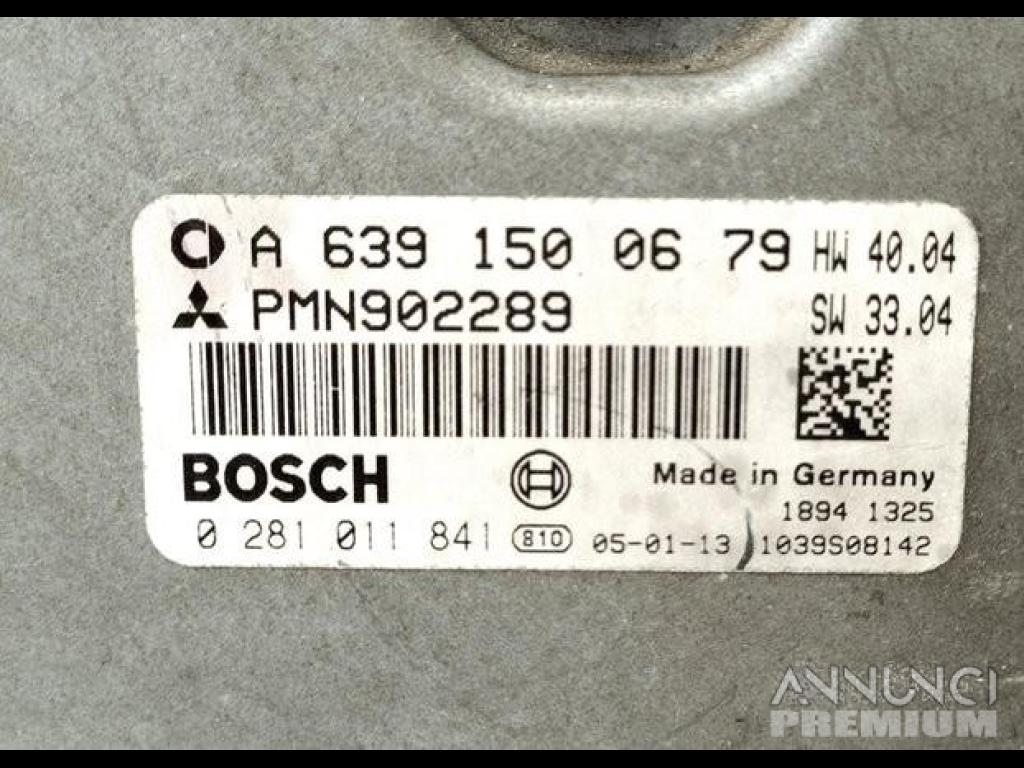 A 639 150 06 79 HW 40.04
PMN902289 SW 33.04
BOSCH Made in Germany
1894 1325
0 281 011 841 810 05-01-13 1039S08142
ANNUNCI
PREMIUM